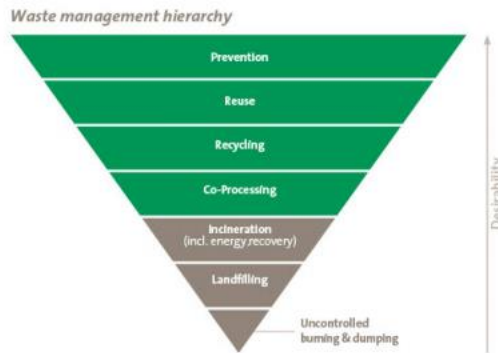 Waste management hierarchy
Prevention
Reuse
Recycling
Co-Processing
Incineration
(incl. energy recovery)
Landfilling
Uncontrolled
burning & dumping
Desirability